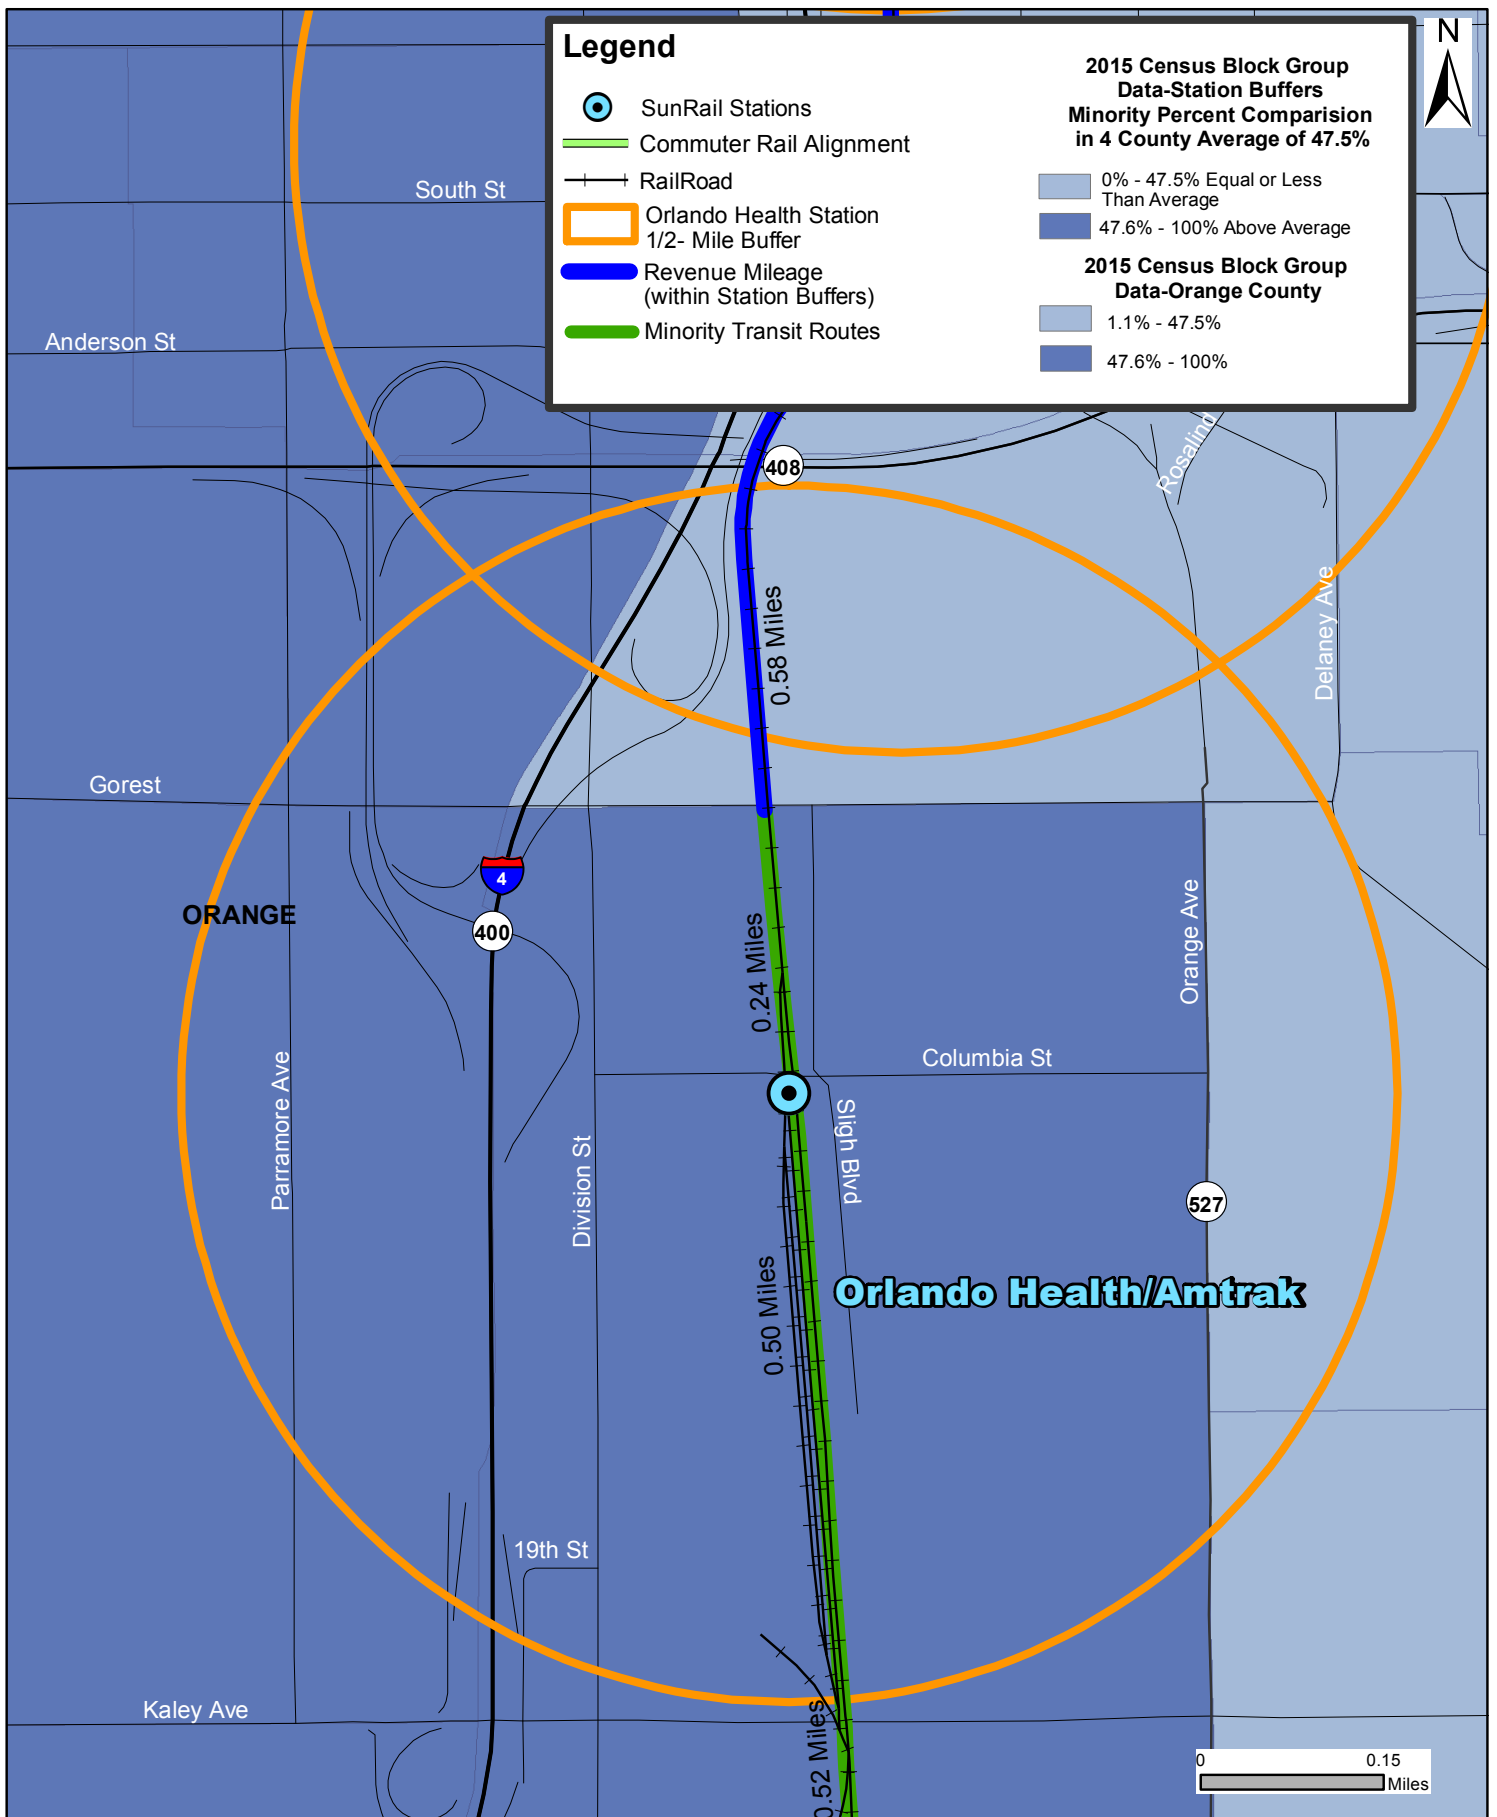 Legend
SunRail Stations
Commuter Rail Alignment
RailRoad
Orlando Health Station
1/2- Mile Buffer
Revenue Mileage
(within Station Buffers)
Minority Transit Routes
2015 Census Block Group
Data-Station Buffers
Minority Percent Comparision
in 4 County Average of 47.5%
0% - 47.5% Equal or Less
Than Average
47.6% - 100% Above Average
2015 Census Block Group
Data-Orange County
1.1% - 47.5%
47.6% - 100%
N
South St
Anderson St
408
Rosalind
0.58 Miles
Delaney Ave
Gorest
4
ORANGE
400
0.24 Miles
Orange Ave
Columbia St
Parramore Ave
Division St
Sligh Blvd
527
Orlando Health/Amtrak
0.50 Miles
19th St
Kaley Ave
0.52 Miles
0 0.15
Miles